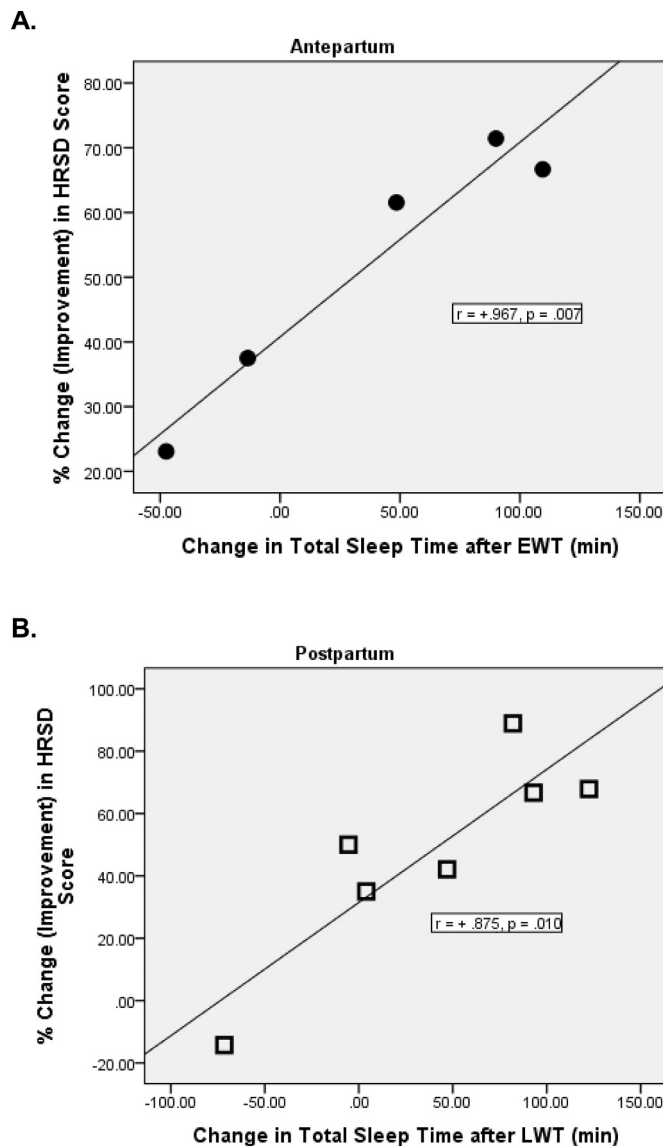 A.
Antepartum
% Change (Improvement) in HRSD Score
80.00
70.00
60.00
50.00
40.00
30.00
20.00
r = +.967, p = .007
-50.00 .00 50.00 100.00 150.00
Change in Total Sleep Time after EWT (min)
B.
Postpartum
% Change (Improvement) in HRSD
Score
100.00
80.00
60.00
40.00
20.00
.00
-20.00
r = + .875, p = .010
-100.00 -50.00 .00 50.00 100.00 150.00
Change in Total Sleep Time after LWT (min)